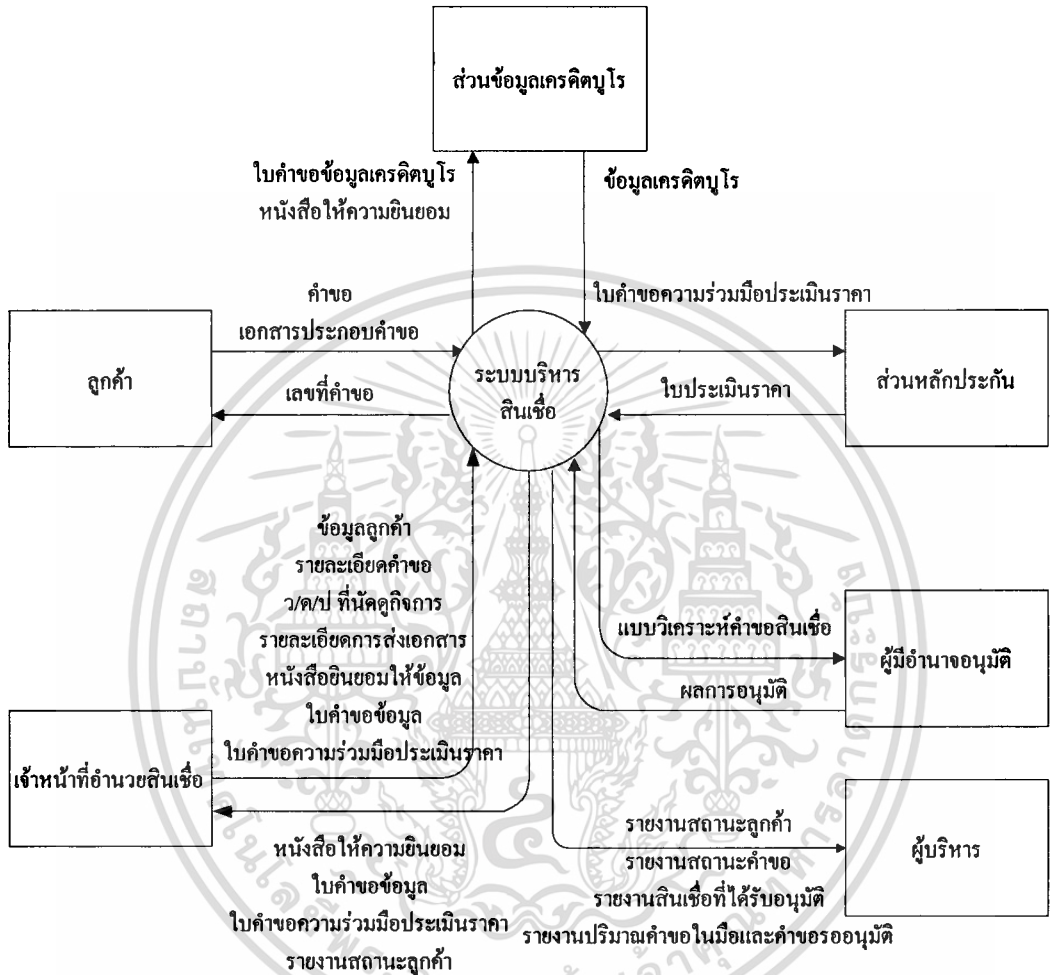 ส่วนข้อมูลเครดิตบูโร
ใบคำขอข้อมูลเครดิตบูโร
หนังสือให้ความยินยอม
ข้อมูลเครดิตบูโร
คำขอ
เอกสารประกอบคำขอ
ใบคำขอความร่วมมือประเมินราคา
ลูกค้า
ระบบบริหาร
สินเชื่อ
ส่วนหลักประกัน
เลขที่คำขอ
ใบประเมินราคา
ข้อมูลลูกค้า
รายละเอียดคำขอ
ว/ด/ป ที่นัดดูกิจการ
รายละเอียดการส่งเอกสาร
หนังสือยินยอมให้ข้อมูล
ใบคำขอข้อมูล
ใบคำขอความร่วมมือประเมินราคา
แบบวิเคราะห์คำขอสินเชื่อ
ผู้มีอำนาจอนุมัติ
ผลการอนุมัติ
เจ้าหน้าที่อำนวยสินเชื่อ
หนังสือให้ความยินยอม
ใบคำขอข้อมูล
ใบคำขอความร่วมมือประเมินราคา
รายงานสถานะลูกค้า
รายงานสถานะลูกค้า
รายงานสถานะคำขอ
รายงานสินเชื่อที่ได้รับอนุมัติ
รายงานปริมาณคำขอในมือและคำขอรออนุมัติ
ผู้บริหาร